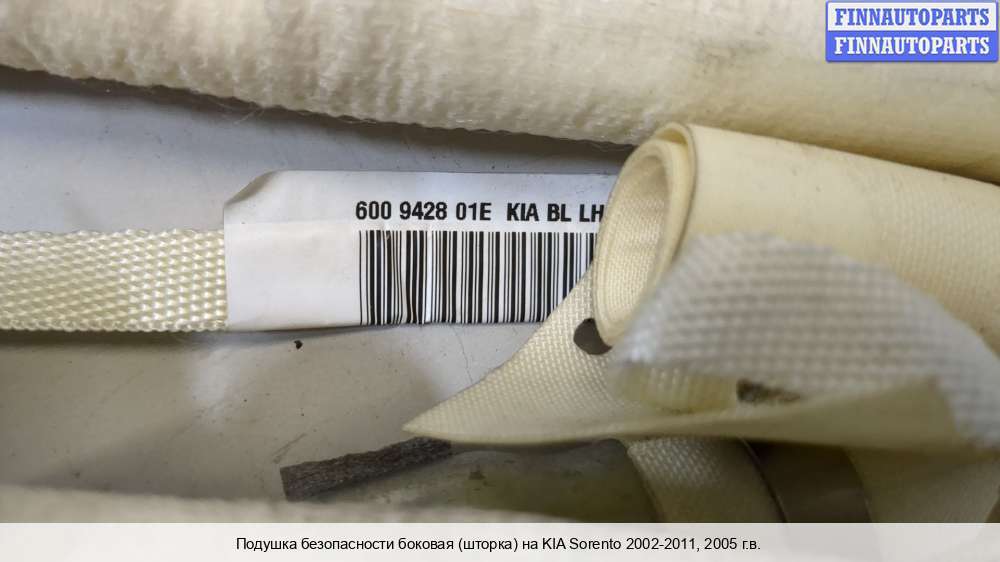 FINNAUTOPARTS
FINNAUTOPARTS
600 9428 01E KIA BL LH
Подушка безопасности боковая (шторка) на KIA Sorento 2002-2011, 2005 г.в.